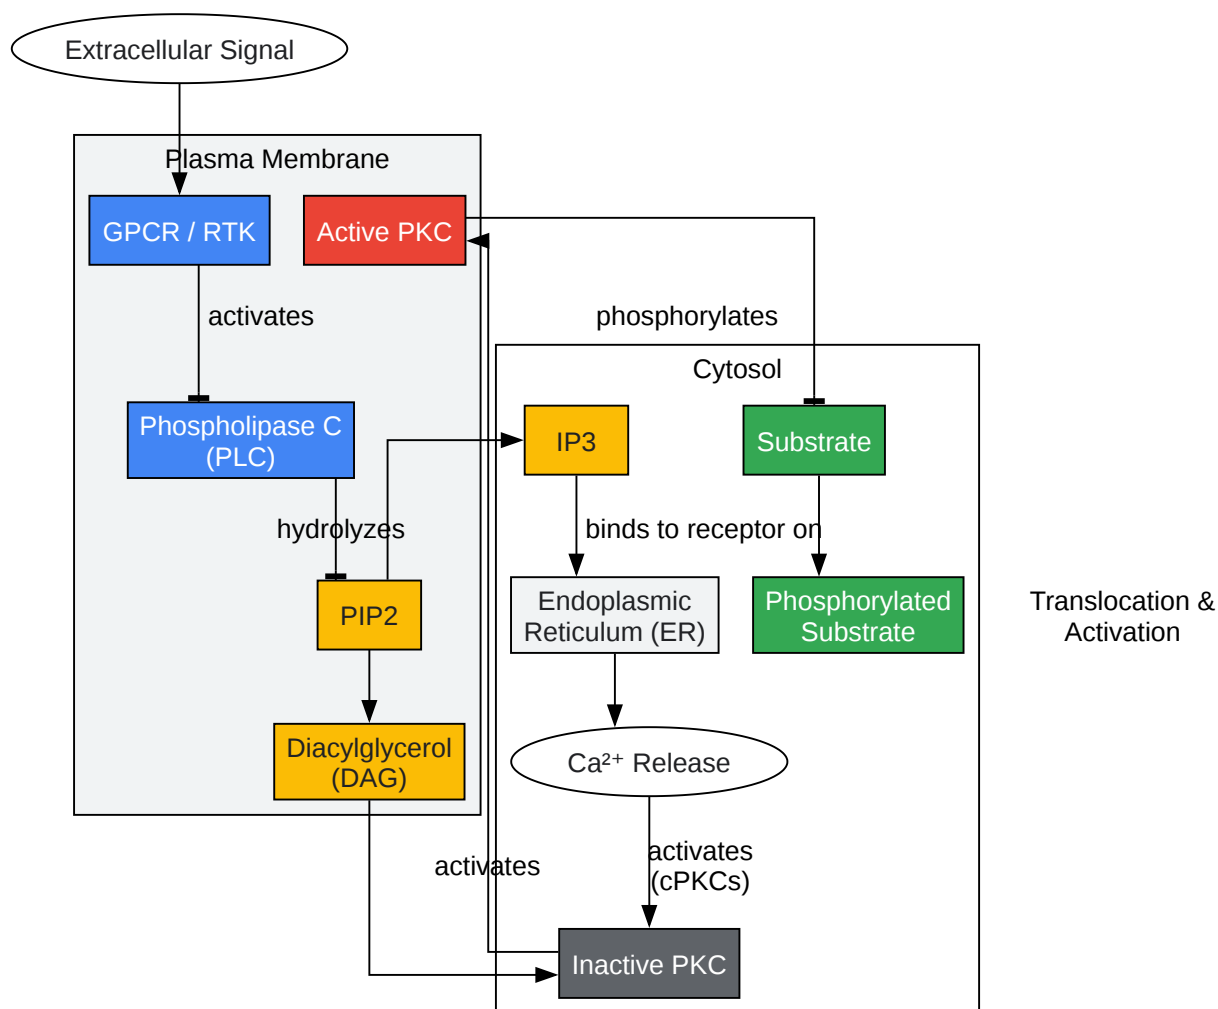 Extracellular Signal
Plasma Membrane
GPCR / RTK
Active PKC
activates
phosphorylates
Cytosol
Phospholipase C
(PLC)
IP3
Substrate
hydrolyzes
binds to receptor on
PIP2
Endoplasmic
Reticulum (ER)
Phosphorylated
Substrate
Translocation &
Activation
Diacylglycerol
(DAG)
Ca²⁺ Release
activates
activates
(cPKCs)
Inactive PKC